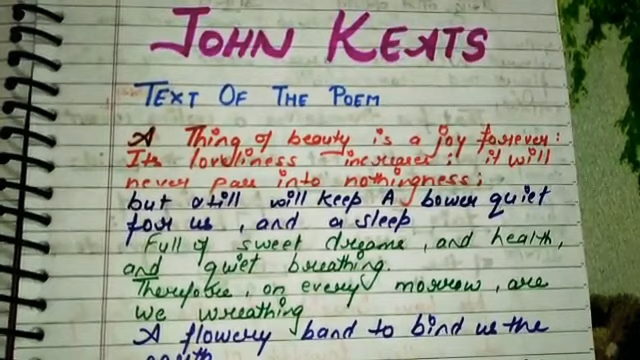 JOHN KEATS
TEXT OF THE POEM
A Thing of beauty is a joy forever:
Its loveliness increases; it will
never pass into nothingness;
but still will keep A bower quiet
for us, and a sleep
Full of sweet dreams, and health,
and quiet breathing.
Therefore, on every morrow, are
we wreathing
A flowery band to bind us the
earth